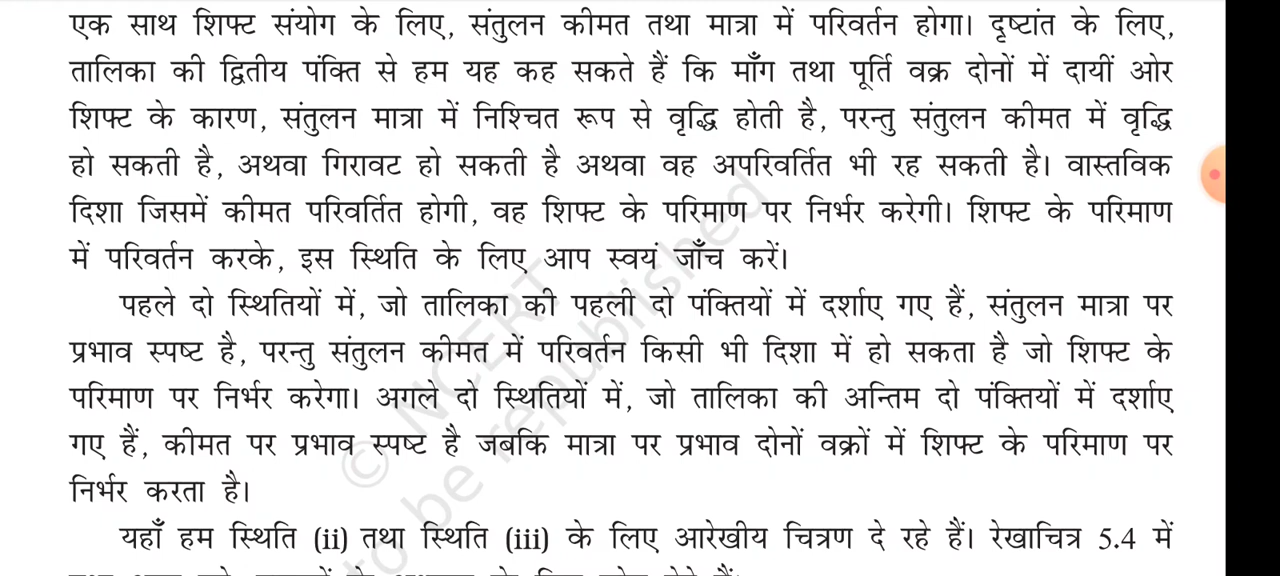 एक साथ शिफ्ट संयोग के लिए, संतुलन कीमत तथा मात्रा में परिवर्तन होगा। दृष्टांत के लिए,
तालिका की द्वितीय पंक्ति से हम यह कह सकते हैं कि माँग तथा पूर्ति वक्र दोनों में दायीं ओर
शिफ्ट के कारण, संतुलन मात्रा में निश्चित रूप से वृद्धि होती है, परन्तु संतुलन कीमत में वृद्धि
हो सकती है, अथवा गिरावट हो सकती है अथवा वह अपरिवर्तित भी रह सकती है। वास्तविक
दिशा जिसमें कीमत परिवर्तित होगी, वह शिफ्ट के परिमाण पर निर्भर करेगी। शिफ्ट के परिमाण
में परिवर्तन करके, इस स्थिति के लिए आप स्वयं जाँच करें।
पहले दो स्थितियों में, जो तालिका की पहली दो पंक्तियों में दर्शाए गए हैं, संतुलन मात्रा पर
प्रभाव स्पष्ट है, परन्तु संतुलन कीमत में परिवर्तन किसी भी दिशा में हो सकता है जो शिफ्ट के
परिमाण पर निर्भर करेगा। अगले दो स्थितियों में, जो तालिका की अन्तिम दो पंक्तियों में दर्शाए
गए हैं, कीमत पर प्रभाव स्पष्ट है जबकि मात्रा पर प्रभाव दोनों वक्रों में शिफ्ट के परिमाण पर
निर्भर करता है।
यहाँ हम स्थिति (ii) तथा स्थिति (iii) के लिए आरेखीय चित्रण दे रहे हैं। रेखाचित्र 5.4 में
© NCERT
to be republished